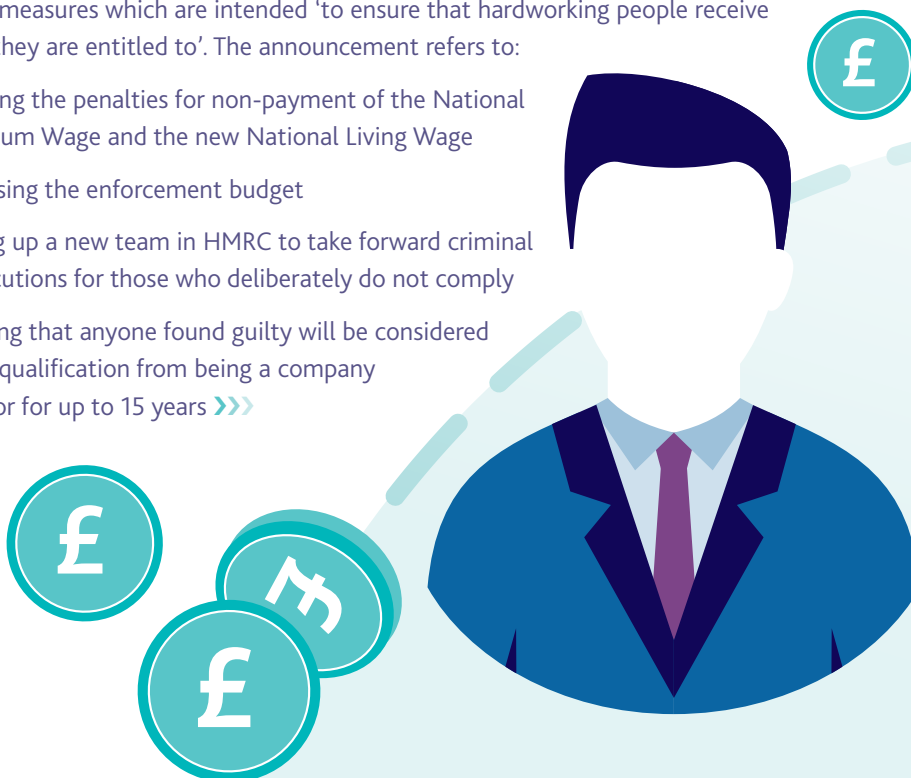 measures which are intended ‘to ensure that hardworking people receive
they are entitled to’. The announcement refers to:
ng the penalties for non-payment of the National
um Wage and the new National Living Wage
sing the enforcement budget
g up a new team in HMRC to take forward criminal
cutions for those who deliberately do not comply
ng that anyone found guilty will be considered
qualification from being a company
or for up to 15 years
£
£
£
£